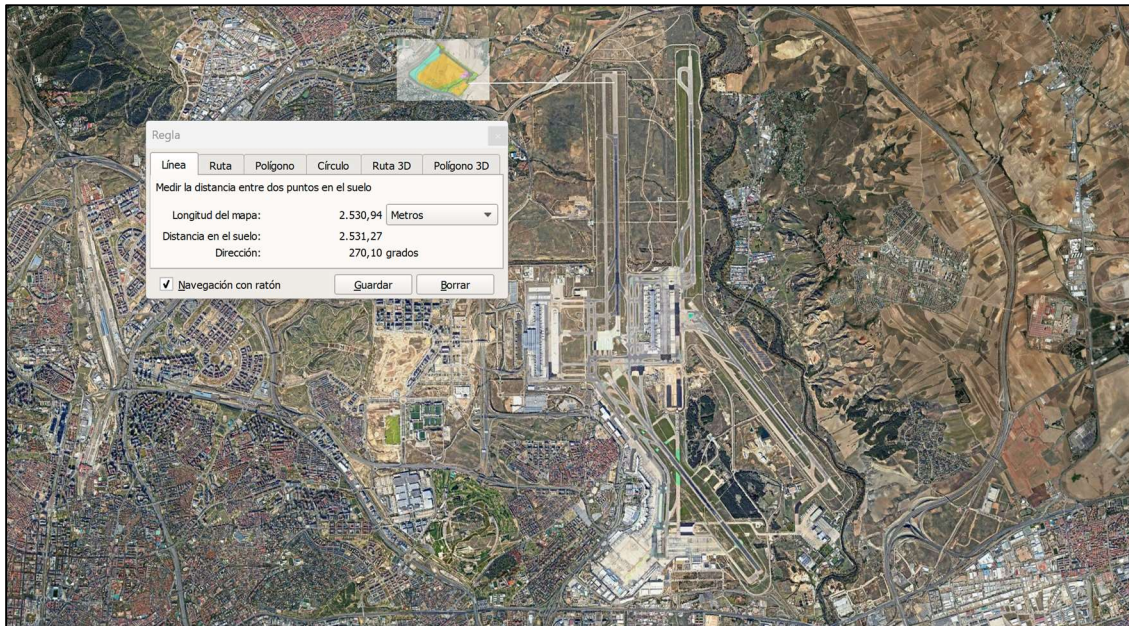 Regla
Línea Ruta Polígono Círculo Ruta 3D Polígono 3D
Medir la distancia entre dos puntos en el suelo
Longitud del mapa: 2.530,94 Metros
Distancia en el suelo: 2.531,27
Dirección: 270,10 grados
Navegación con ratón Guardar Borrar